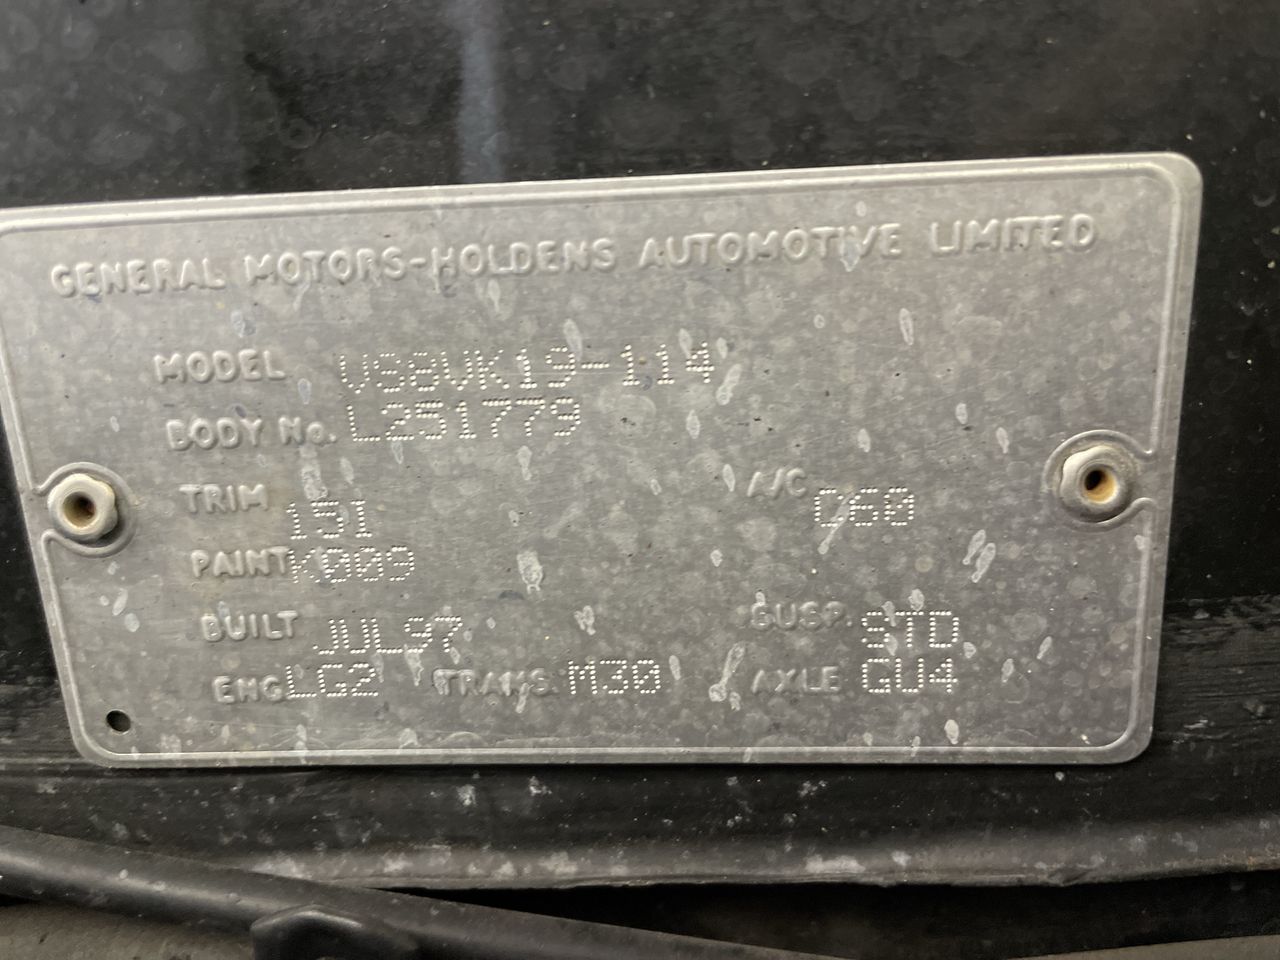 GENERAL MOTORS-HOLDENS AUTOMOTIVE LIMITED
MODEL VS8VK19-114
BODY No. L251779
TRIM 15I A/C C60
PAINT K009
BUILT JUL97 SUSP. STD
ENG LG2 TRANS. M30 AXLE GU4